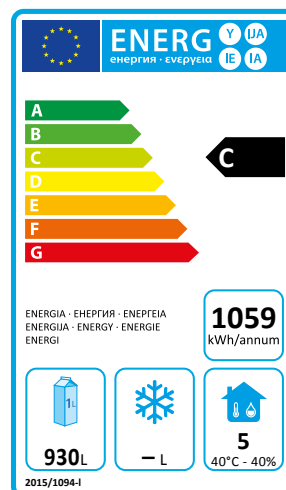 ENERG Y IJA
енергия · ενεργεια IE IA
A
B
C
D
E
F
G
C
ENERGIA · ЕНЕРГИЯ · ΕΝΕΡΓΕΙΑ
ENERGIJA · ENERGY · ENERGIE
ENERGI
1059
kWh/annum
1L
930L
– L
5
40°C - 40%
2015/1094-I